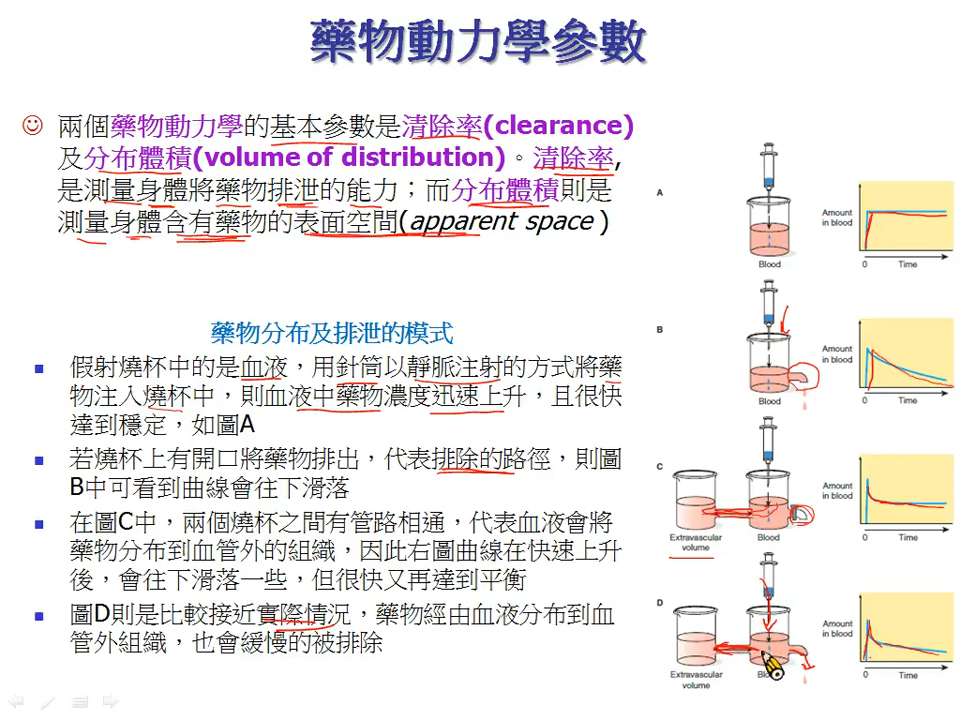 藥物動力學參數
兩個藥物動力學的基本參數是清除率(clearance)
及分布體積(volume of distribution)。清除率,
是測量身體將藥物排泄的能力；而分布體積則是
測量身體含有藥物的表面空間(apparent space )
藥物分布及排泄的模式
假射燒杯中的是血液，用針筒以靜脈注射的方式將藥
物注入燒杯中，則血液中藥物濃度迅速上升，且很快
達到穩定，如圖A
若燒杯上有開口將藥物排出，代表排除的路徑，則圖
B中可看到曲線會往下滑落
在圖C中，兩個燒杯之間有管路相通，代表血液會將
藥物分布到血管外的組織，因此右圖曲線在快速上升
後，會往下滑落一些，但很快又再達到平衡
圖D則是比較接近實際情況，藥物經由血液分布到血
管外組織，也會緩慢的被排除
A
Amount
in blood
Blood
0 Time
B
Amount
in blood
Blood
0 Time
C
Amount
in blood
Extravascular
volume
Blood
0 Time
D
Amount
in blood
Extravascular
volume
0 Time